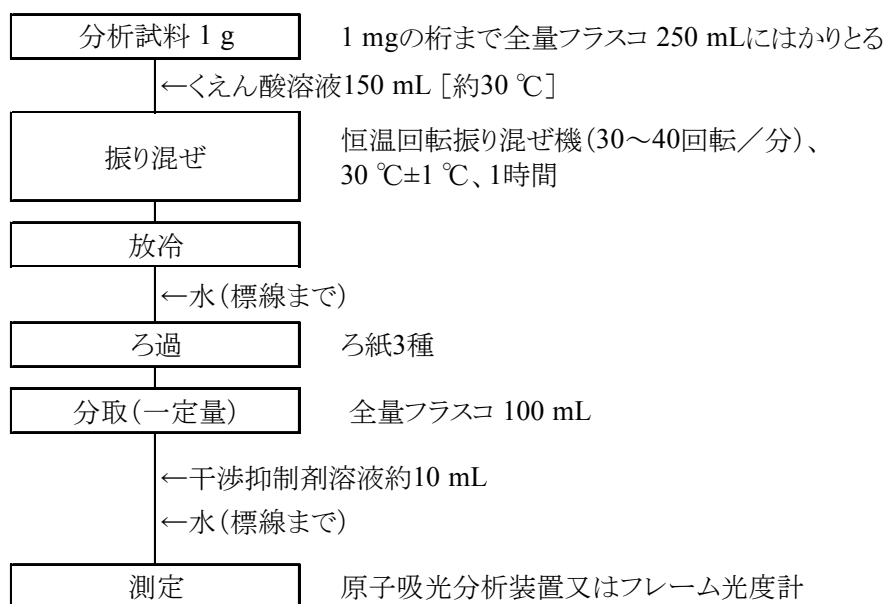 分析試料 1 g 1 mgの桁まで全量フラスコ 250 mLにはかりとる
←くえん酸溶液150 mL [約30 ℃]
振り混ぜ 恒温回転振り混ぜ機(30~40回転/分)、
30 ℃±1 ℃、1時間
放冷
←水(標線まで)
ろ過 ろ紙3種
分取(一定量) 全量フラスコ 100 mL
←干渉抑制剤溶液約10 mL
←水(標線まで)
測定 原子吸光分析装置又はフレーム光度計